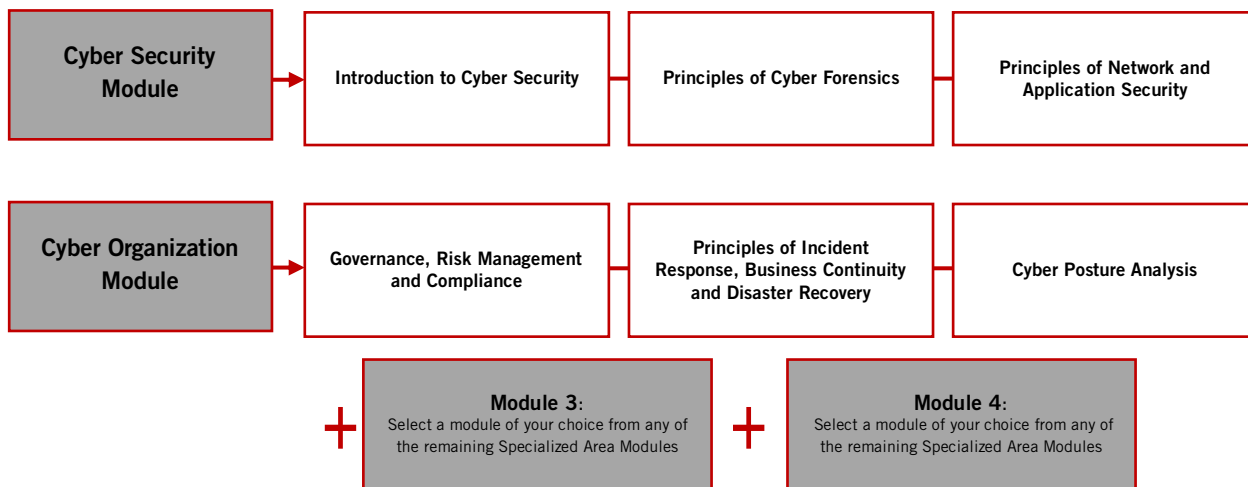 Cyber Security
Module
Introduction to Cyber Security
Principles of Cyber Forensics
Principles of Network and
Application Security
Cyber Organization
Module
Governance, Risk Management
and Compliance
Principles of Incident
Response, Business Continuity
and Disaster Recovery
Cyber Posture Analysis
+
Module 3:
Select a module of your choice from any of
the remaining Specialized Area Modules
+
Module 4:
Select a module of your choice from any of
the remaining Specialized Area Modules